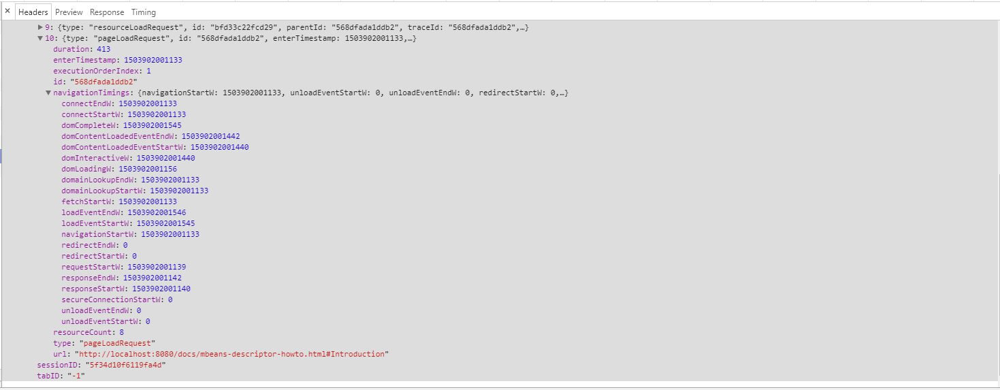 × Headers Preview Response Timing
▶ 9: {type: "resourceLoadRequest", id: "bfd33c22fcd29", parentId: "568dfada1ddb2", traceId: "568dfada1ddb2",…}
▼ 10: {type: "pageLoadRequest", id: "568dfada1ddb2", enterTimestamp: 1503902001133,…}
duration: 413
enterTimestamp: 1503902001133
executionOrderIndex: 1
id: "568dfada1ddb2"
▼ navigationTimings: {navigationStartW: 1503902001133, unloadEventStartW: 0, unloadEventEndW: 0, redirectStartW: 0,…}
connectEndW: 1503902001133
connectStartW: 1503902001133
domCompleteW: 1503902001545
domContentLoadedEventEndW: 1503902001442
domContentLoadedEventStartW: 1503902001440
domInteractiveW: 1503902001440
domLoadingW: 1503902001156
domainLookupEndW: 1503902001133
domainLookupStartW: 1503902001133
fetchStartW: 1503902001133
loadEventEndW: 1503902001546
loadEventStartW: 1503902001545
navigationStartW: 1503902001133
redirectEndW: 0
redirectStartW: 0
requestStartW: 1503902001139
responseEndW: 1503902001142
responseStartW: 1503902001140
secureConnectionStartW: 0
unloadEventEndW: 0
unloadEventStartW: 0
resourceCount: 8
type: "pageLoadRequest"
url: "http://localhost:8080/docs/mbeans-descriptor-howto.html#Introduction"
sessionID: "5f34d10f6119fa4d"
tabID: "-1"